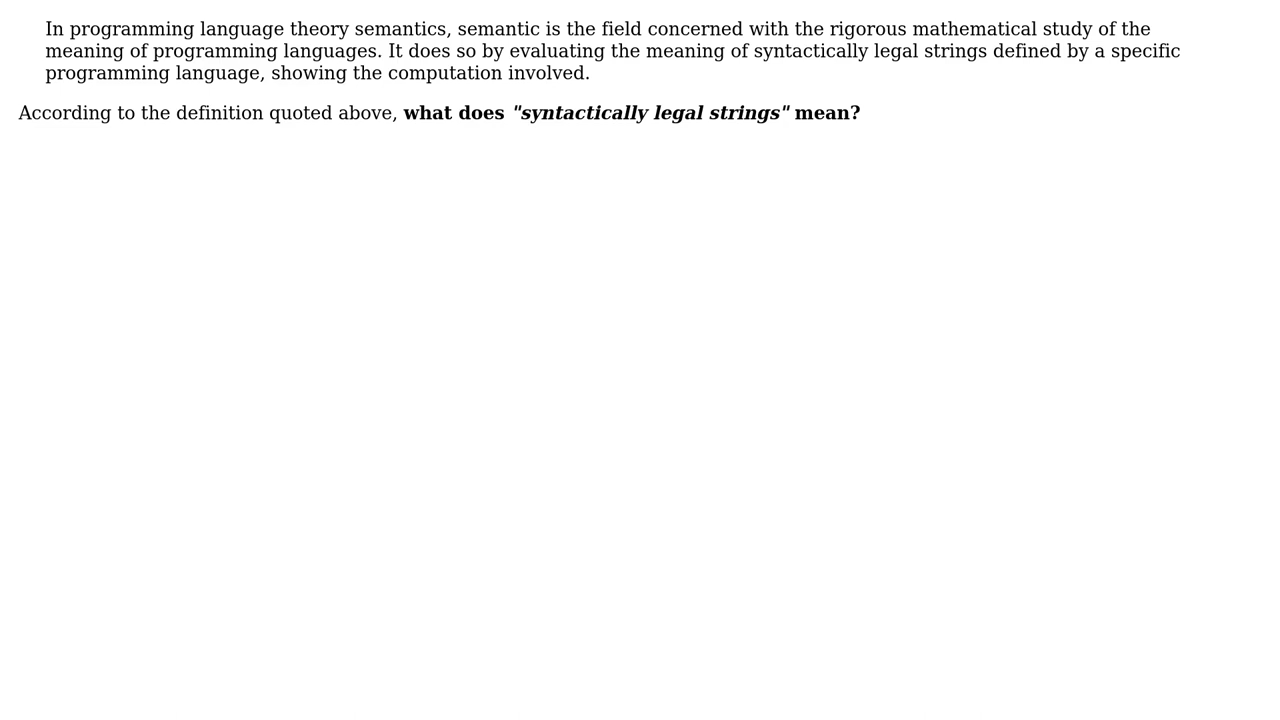 In programming language theory semantics, semantic is the field concerned with the rigorous mathematical study of the
meaning of programming languages. It does so by evaluating the meaning of syntactically legal strings defined by a specific
programming language, showing the computation involved.
According to the definition quoted above, what does "syntactically legal strings" mean?